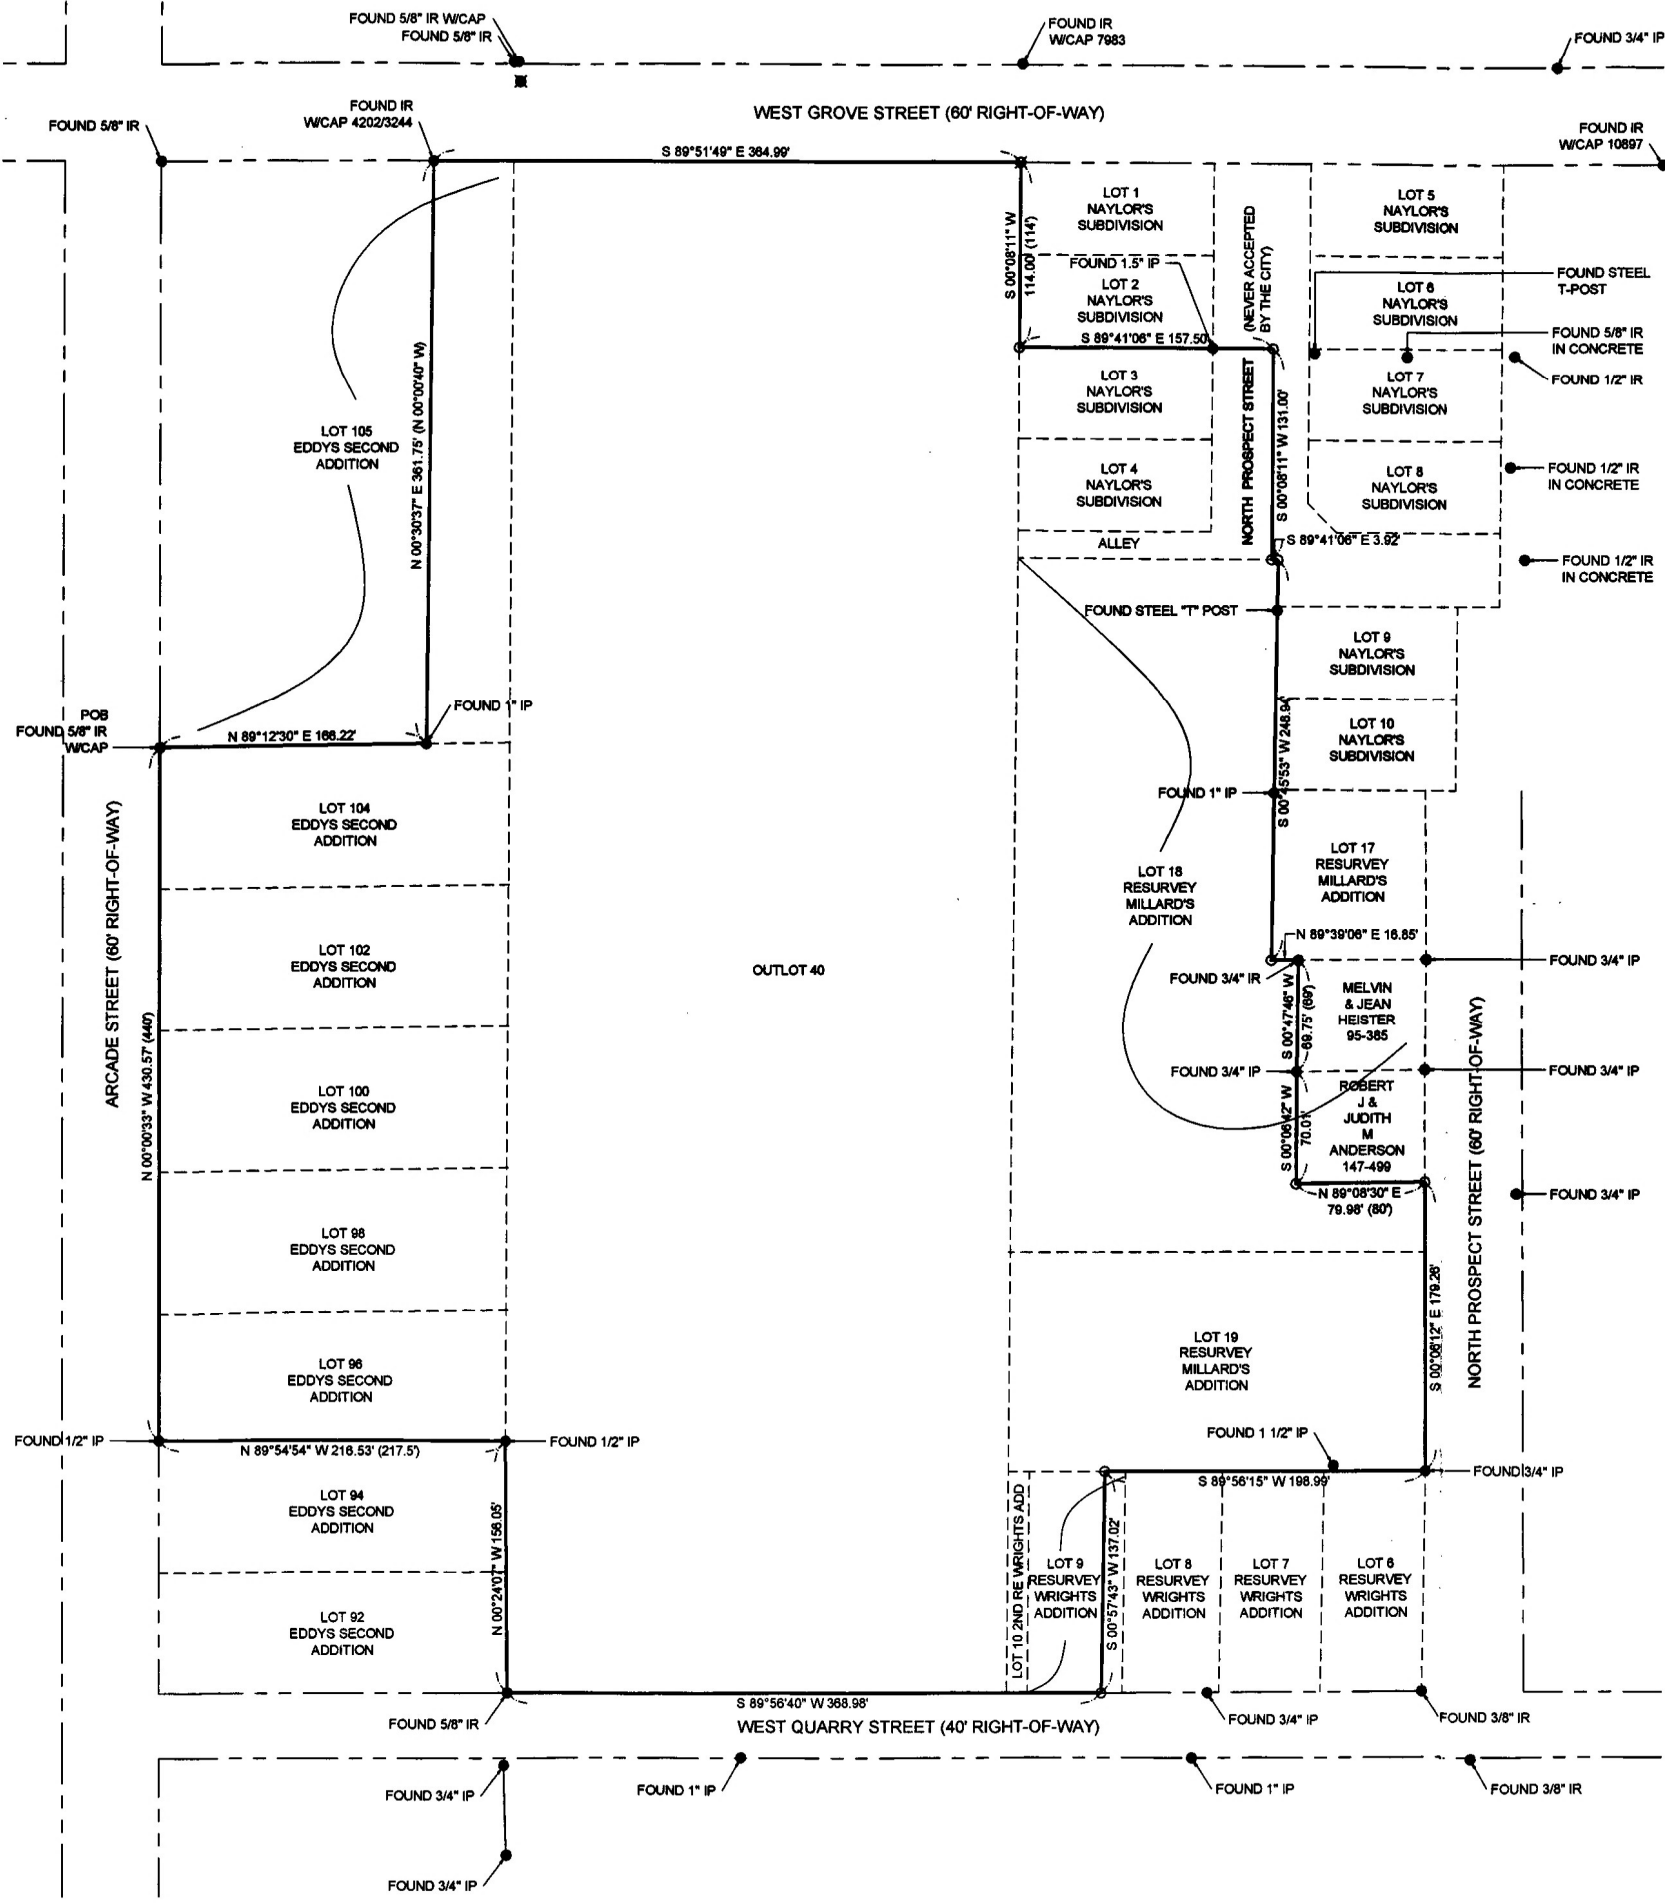 FOUND 5/8" IR W/CAP
FOUND 5/8" IR
FOUND IR
W/CAP 7983
FOUND 3/4" IP
FOUND 5/8" IR
FOUND IR
W/CAP 4202/3244
WEST GROVE STREET (60' RIGHT-OF-WAY)
FOUND IR
W/CAP 10897
S 89°51'49" E 364.99'
LOT 1
NAYLOR'S
SUBDIVISION
LOT 5
NAYLOR'S
SUBDIVISION
S 00°08'11" W
114.00' (114')
(NEVER ACCEPTED
BY THE CITY)
FOUND 1.5" IP
LOT 2
NAYLOR'S
SUBDIVISION
LOT 6
NAYLOR'S
SUBDIVISION
FOUND STEEL
T-POST
S 89°41'06" E 157.50'
FOUND 5/8" IR
IN CONCRETE
LOT 3
NAYLOR'S
SUBDIVISION
NORTH PROSPECT STREET
S 00°08'11" W 131.00'
LOT 7
NAYLOR'S
SUBDIVISION
FOUND 1/2" IR
LOT 105
EDDYS SECOND
ADDITION
N 00°30'37" E 361.75' (N 00°00'40" W)
LOT 4
NAYLOR'S
SUBDIVISION
LOT 8
NAYLOR'S
SUBDIVISION
FOUND 1/2" IR
IN CONCRETE
ALLEY
S 89°41'06" E 3.92'
FOUND 1/2" IR
IN CONCRETE
FOUND STEEL "T" POST
LOT 9
NAYLOR'S
SUBDIVISION
POB
FOUND 5/8" IR
W/CAP
N 89°12'30" E 166.22'
FOUND 1" IP
S 00°45'53" W 248.94'
LOT 10
NAYLOR'S
SUBDIVISION
FOUND 1" IP
LOT 104
EDDYS SECOND
ADDITION
ARCADE STREET (60' RIGHT-OF-WAY)
LOT 18
RESURVEY
MILLARD'S
ADDITION
LOT 17
RESURVEY
MILLARD'S
ADDITION
LOT 102
EDDYS SECOND
ADDITION
OUTLOT 40
N 89°39'06" E 16.85'
FOUND 3/4" IR
FOUND 3/4" IP
S 00°47'46" W
69.75' (69')
MELVIN
& JEAN
HEISTER
95-385
N 00°00'33" W 430.57' (440')
LOT 100
EDDYS SECOND
ADDITION
FOUND 3/4" IP
FOUND 3/4" IP
S 00°06'42" W
70.01'
ROBERT
J &
JUDITH
M
ANDERSON
147-499
NORTH PROSPECT STREET (60' RIGHT-OF-WAY)
N 89°08'30" E
79.98' (80')
FOUND 3/4" IP
LOT 98
EDDYS SECOND
ADDITION
S 00°06'12" E 179.26'
LOT 96
EDDYS SECOND
ADDITION
LOT 19
RESURVEY
MILLARD'S
ADDITION
FOUND 1/2" IP
N 89°54'54" W 216.53' (217.5')
FOUND 1/2" IP
FOUND 1 1/2" IP
FOUND 3/4" IP
S 89°56'15" W 198.99'
LOT 94
EDDYS SECOND
ADDITION
N 00°24'07" W 156.05'
LOT 10 2ND RE WRIGHTS ADD
LOT 9
RESURVEY
WRIGHTS
ADDITION
S 00°57'43" W 137.02'
LOT 8
RESURVEY
WRIGHTS
ADDITION
LOT 7
RESURVEY
WRIGHTS
ADDITION
LOT 6
RESURVEY
WRIGHTS
ADDITION
LOT 92
EDDYS SECOND
ADDITION
S 89°56'40" W 368.98'
FOUND 5/8" IR
WEST QUARRY STREET (40' RIGHT-OF-WAY)
FOUND 3/4" IP
FOUND 3/8" IR
FOUND 3/4" IP
FOUND 1" IP
FOUND 1" IP
FOUND 3/8" IR
FOUND 3/4" IP